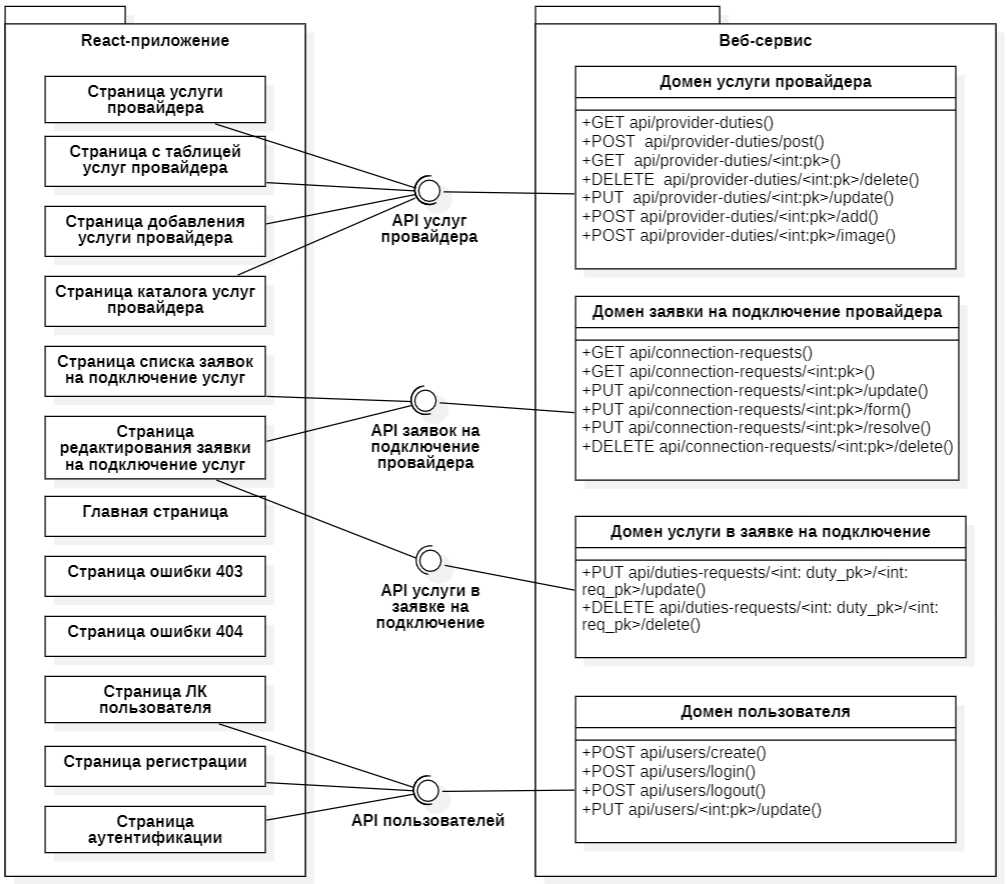 React-приложение
Страница услуги
провайдера
Страница с таблицей
услуг провайдера
Страница добавления
услуги провайдера
Страница каталога услуг
провайдера
Страница списка заявок
на подключение услуг
Страница
редактирования заявки
на подключение услуг
Главная страница
Страница ошибки 403
Страница ошибки 404
Страница ЛК
пользователя
Страница регистрации
Страница
аутентификации
API услуг
провайдера
API заявок на
подключение
провайдера
API услуги в
заявке на
подключение
API пользователей
Веб-сервис
Домен услуги провайдера
+GET api/provider-duties()
+POST  api/provider-duties/post()
+GET  api/provider-duties/<int:pk>()
+DELETE  api/provider-duties/<int:pk>/delete()
+PUT  api/provider-duties/<int:pk>/update()
+POST api/provider-duties/<int:pk>/add()
+POST api/provider-duties/<int:pk>/image()
Домен заявки на подключение провайдера
+GET api/connection-requests()
+GET api/connection-requests/<int:pk>()
+PUT api/connection-requests/<int:pk>/update()
+PUT api/connection-requests/<int:pk>/form()
+PUT api/connection-requests/<int:pk>/resolve()
+DELETE api/connection-requests/<int:pk>/delete()
Домен услуги в заявке на подключение
+PUT api/duties-requests/<int: duty_pk>/<int:
req_pk>/update()
+DELETE api/duties-requests/<int: duty_pk>/<int:
req_pk>/delete()
Домен пользователя
+POST api/users/create()
+POST api/users/login()
+POST api/users/logout()
+PUT api/users/<int:pk>/update()